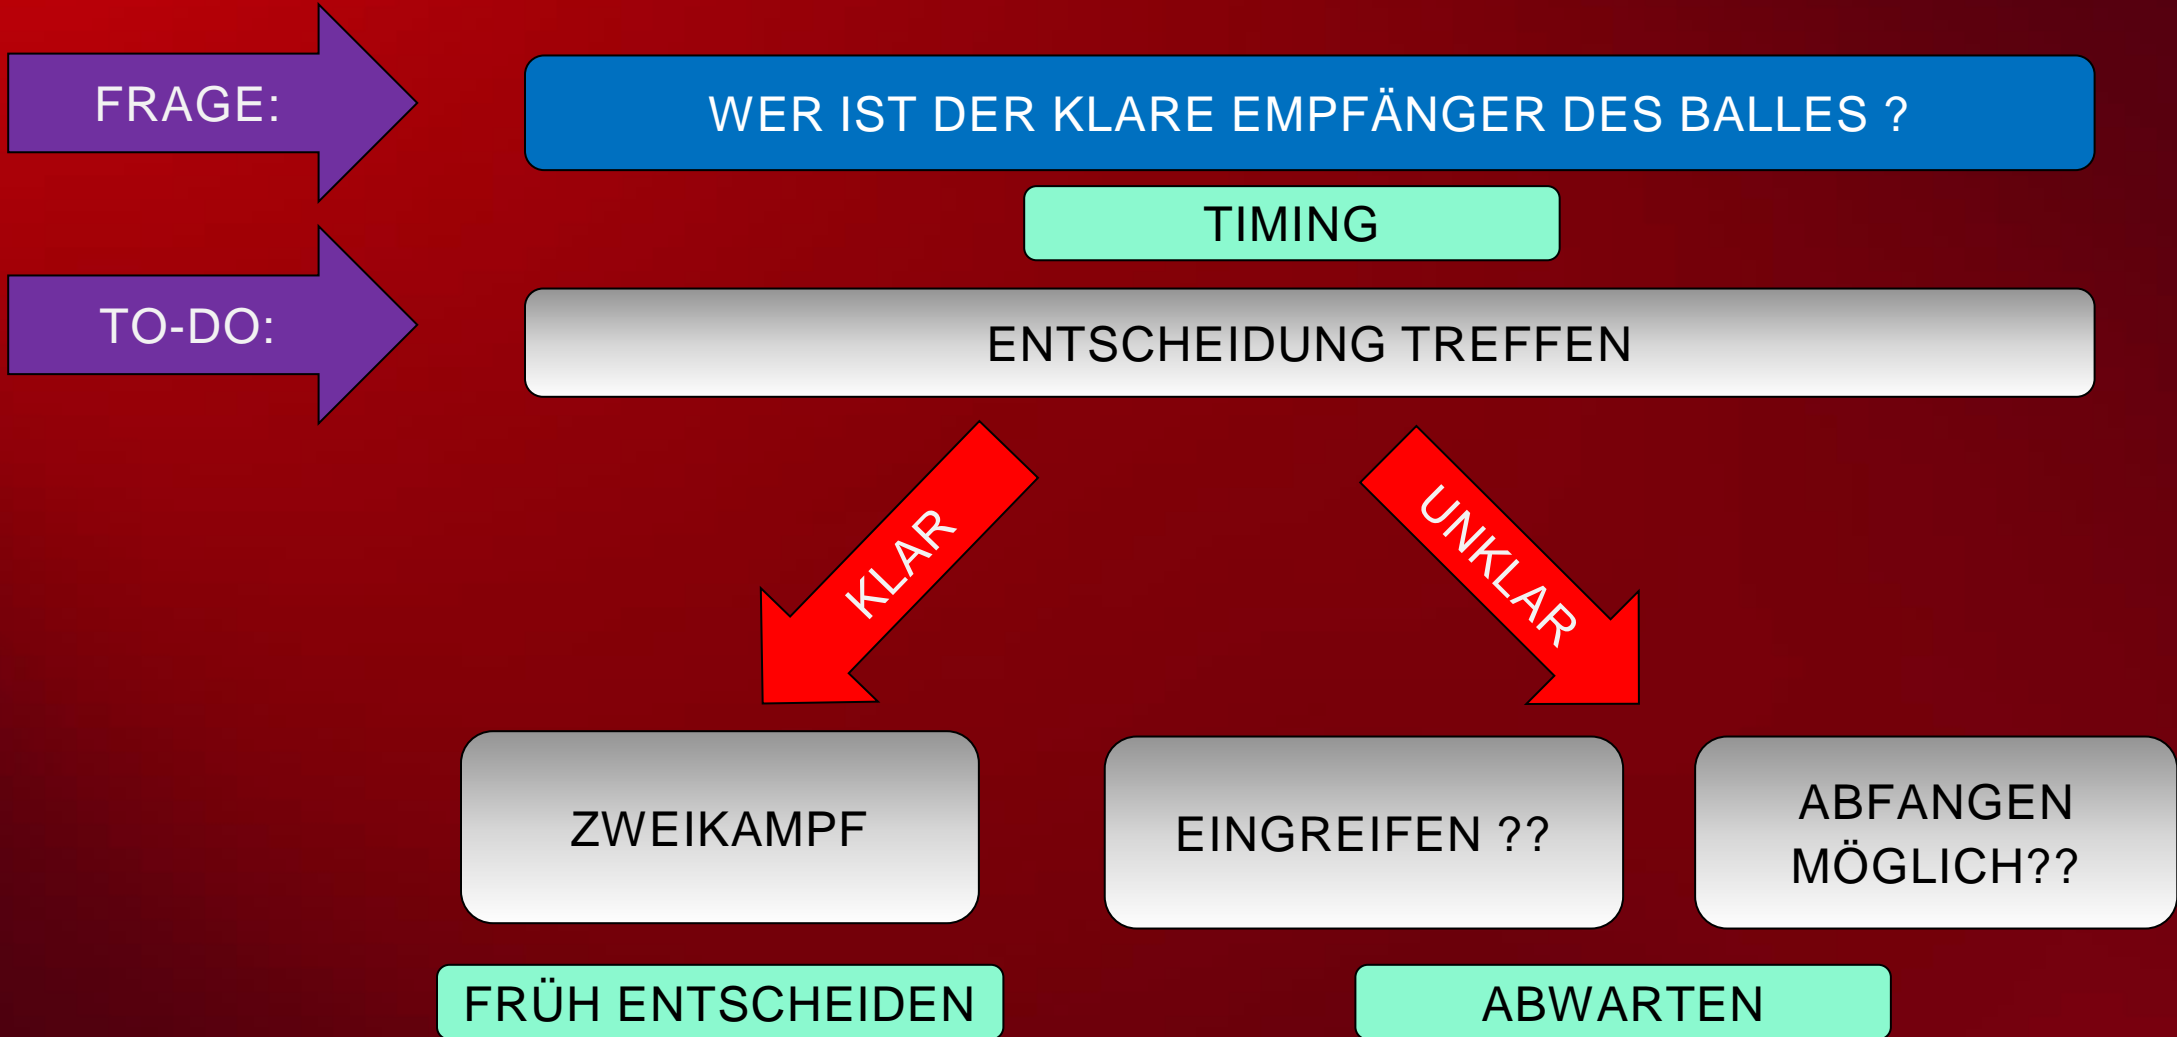 FRAGE:
WER IST DER KLARE EMPFÄNGER DES BALLES ?
TIMING
TO-DO:
ENTSCHEIDUNG TREFFEN
KLAR
UNKLAR
ZWEIKAMPF
EINGREIFEN ??
ABFANGEN
MÖGLICH??
FRÜH ENTSCHEIDEN
ABWARTEN